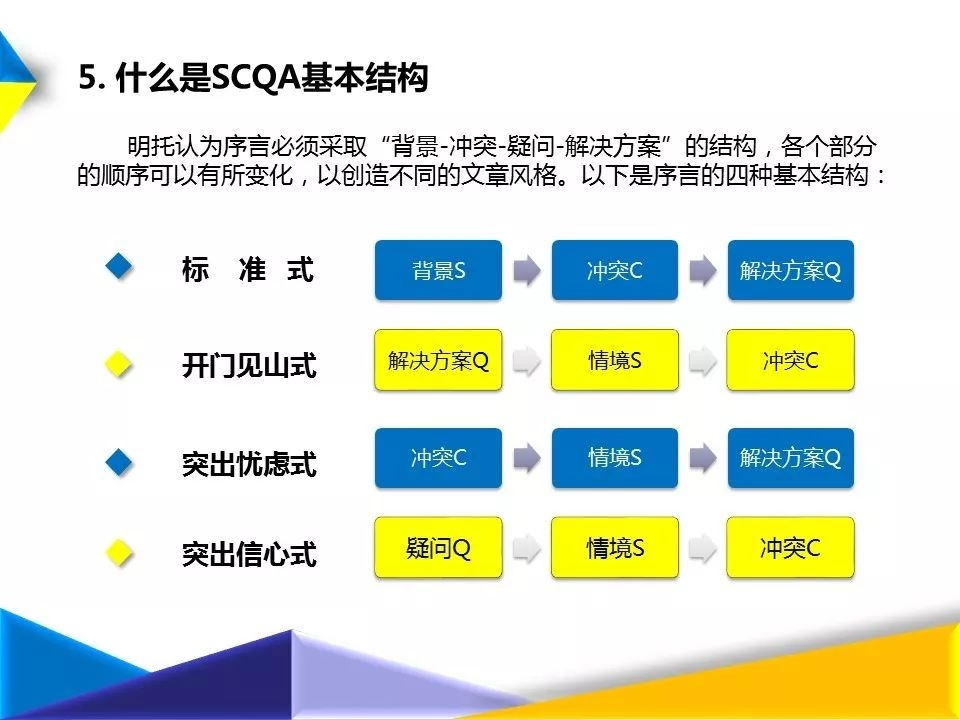 5. 什么是SCQA基本结构
明托认为序言必须采取“背景-冲突-疑问-解决方案”的结构，各个部分
的顺序可以有所变化，以创造不同的文章风格。以下是序言的四种基本结构：
标 准 式 背景S 冲突C 解决方案Q
开门见山式 解决方案Q 情境S 冲突C
突出忧虑式 冲突C 情境S 解决方案Q
突出信心式 疑问Q 情境S 冲突C